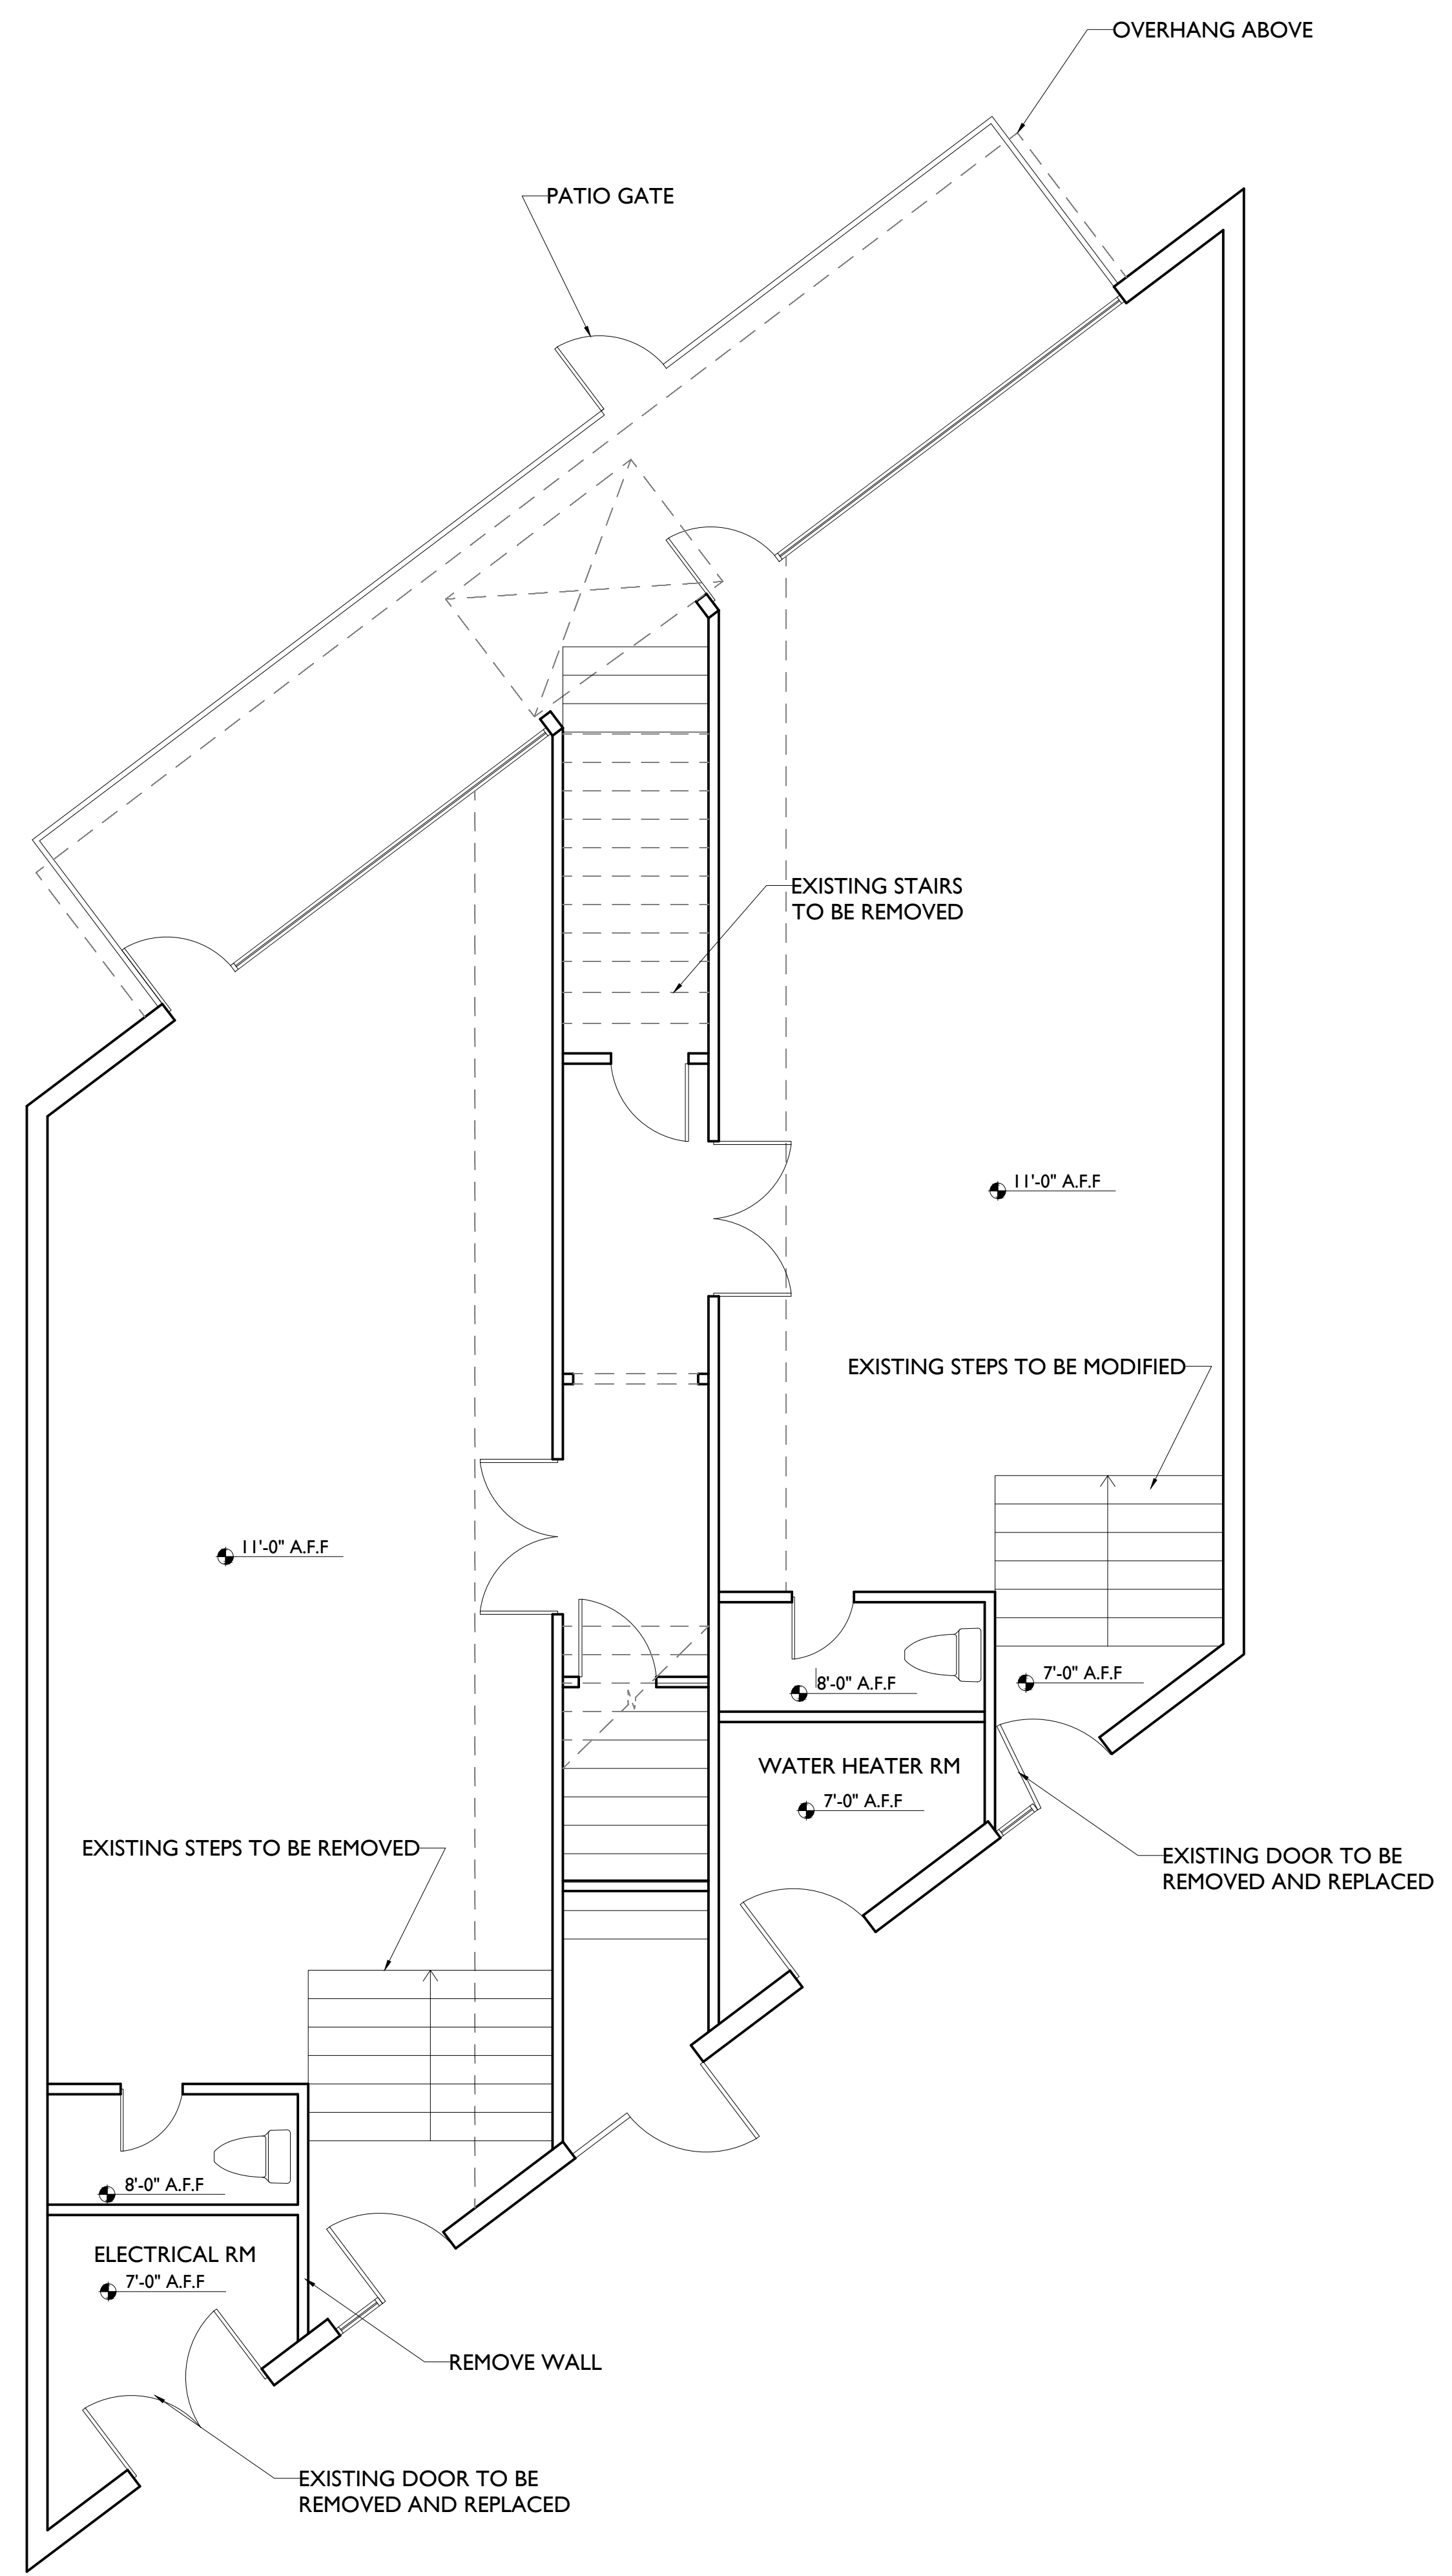 OVERHANG ABOVE
PATIO GATE
EXISTING STAIRS
TO BE REMOVED
11'-0" A.F.F
EXISTING STEPS TO BE MODIFIED
11'-0" A.F.F
8'-0" A.F.F
7'-0" A.F.F
WATER HEATER RM
7'-0" A.F.F
EXISTING STEPS TO BE REMOVED
EXISTING DOOR TO BE
REMOVED AND REPLACED
8'-0" A.F.F
ELECTRICAL RM
7'-0" A.F.F
REMOVE WALL
EXISTING DOOR TO BE
REMOVED AND REPLACED